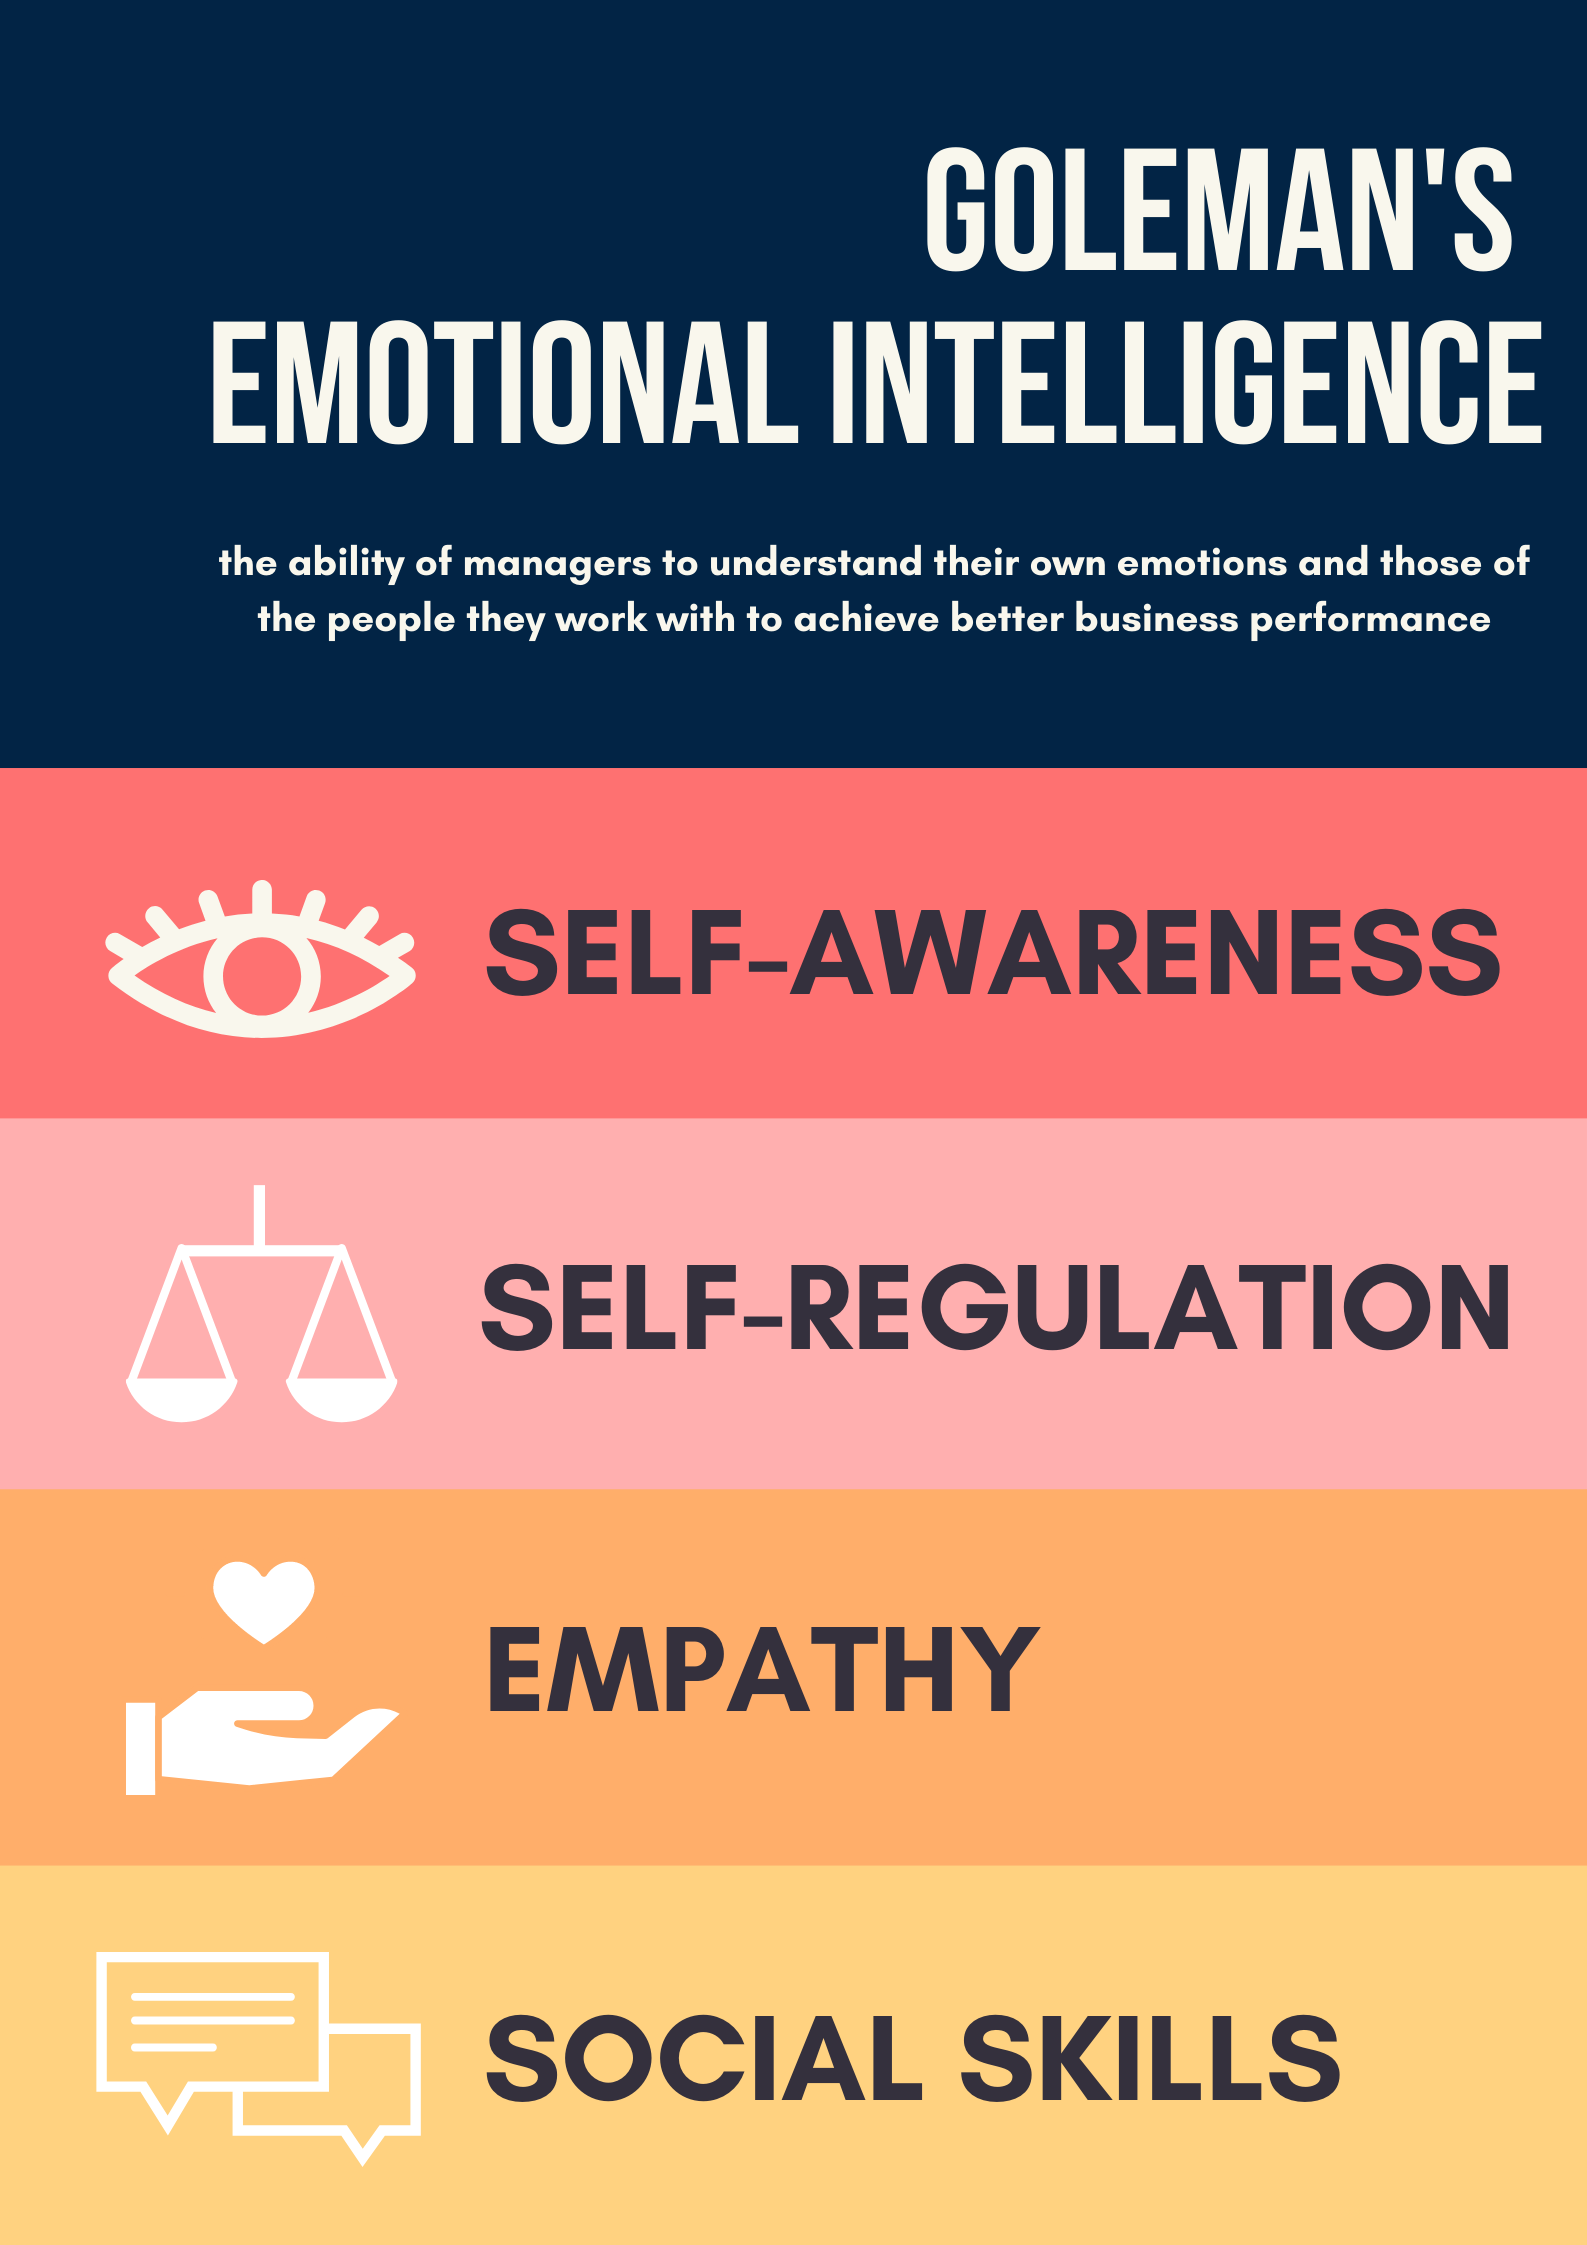 GOLEMAN'S
EMOTIONAL INTELLIGENCE
the ability of managers to understand their own emotions and those of
the people they work with to achieve better business performance
SELF-AWARENESS
SELF-REGULATION
EMPATHY
SOCIAL SKILLS